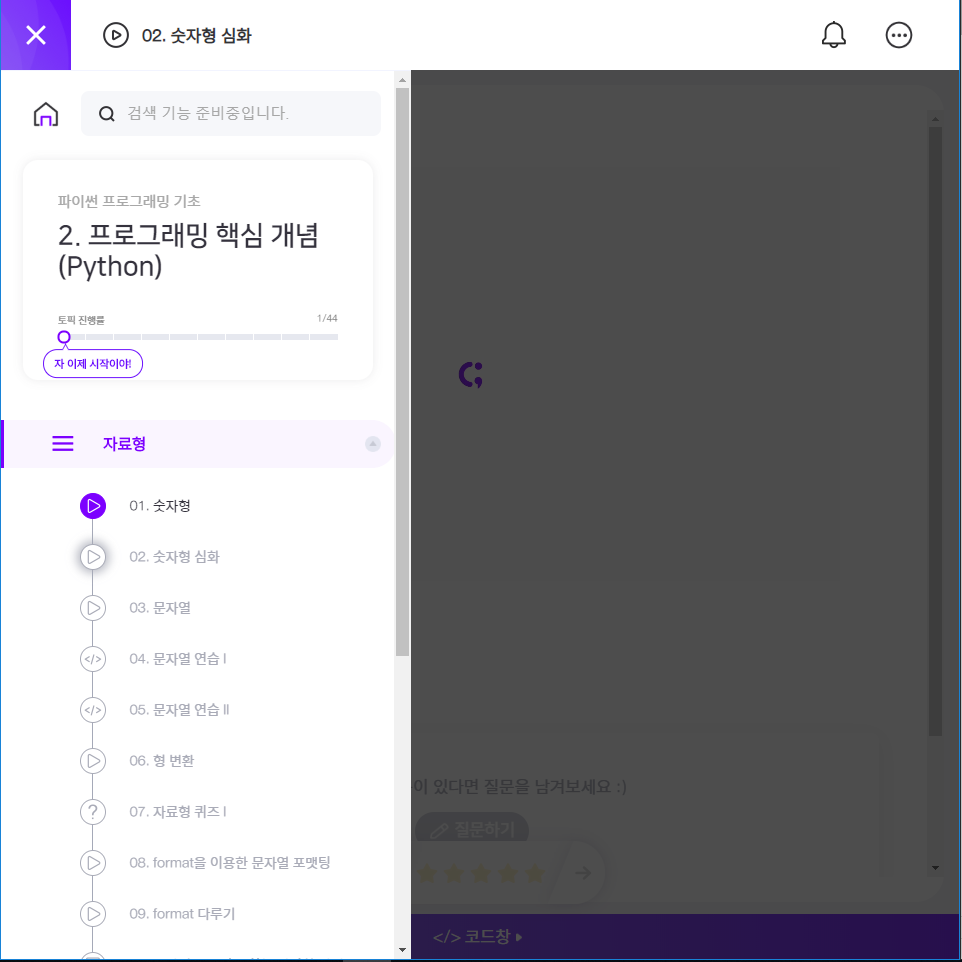 02. 숫자형 심화
검색 기능 준비중입니다.
파이썬 프로그래밍 기초
2. 프로그래밍 핵심 개념
(Python)
토픽 진행률
1/44
자 이제 시작이야!
자료형
01. 숫자형
02. 숫자형 심화
03. 문자열
04. 문자열 연습 I
05. 문자열 연습 II
06. 형 변환
07. 자료형 퀴즈 I
08. format을 이용한 문자열 포맷팅
09. format 다루기
이 있다면 질문을 남겨보세요 :)
질문하기
</> 코드창